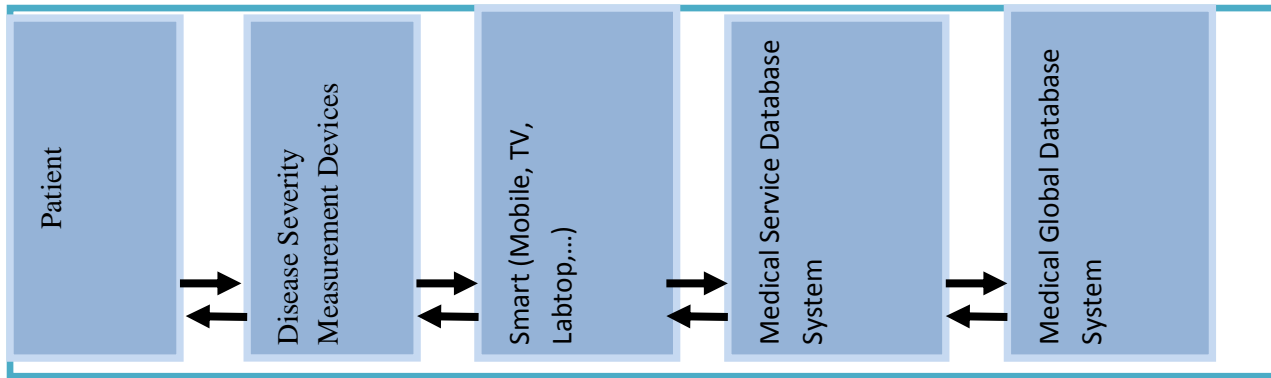 Patient
Disease Severity
Measurement Devices
Smart (Mobile, TV,
Labtop,...)
Medical Service Database
System
Medical Global Database
System